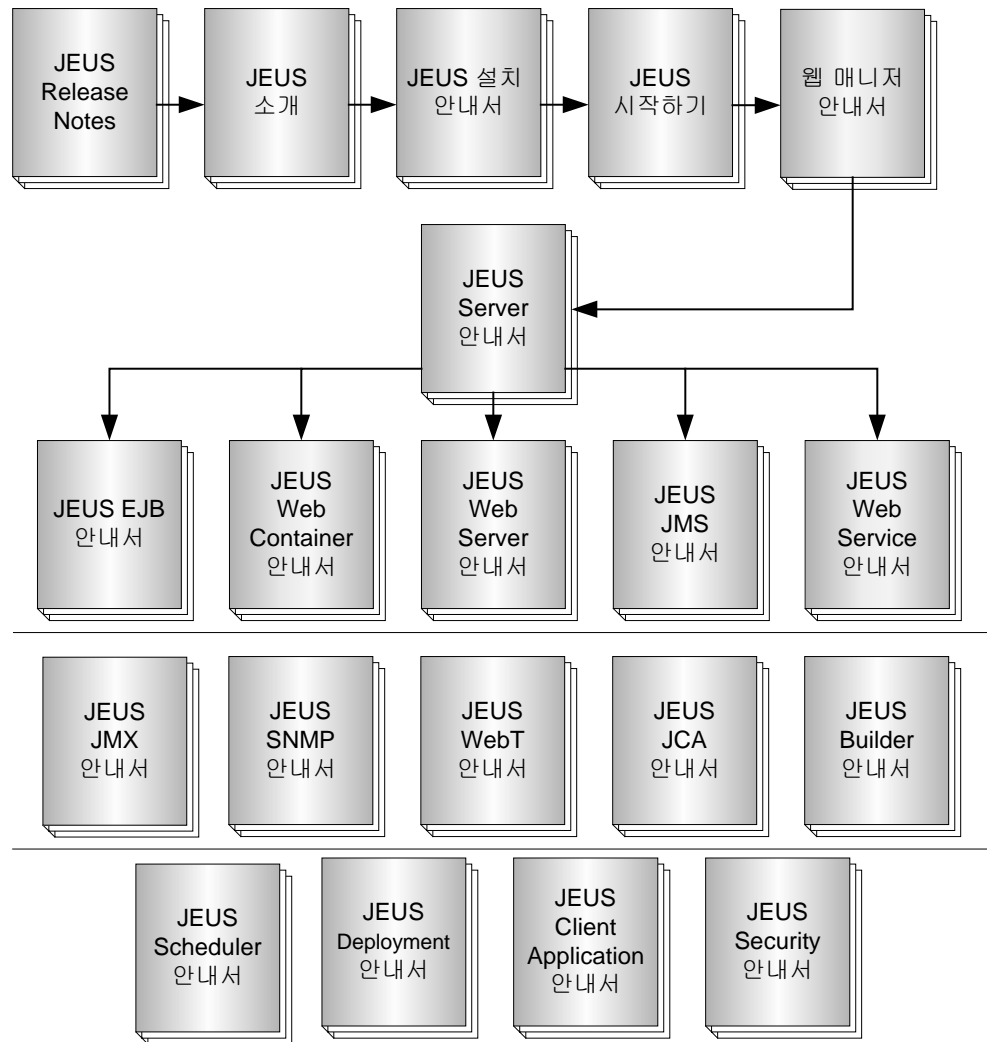 JEUS
Release
Notes
JEUS
소개
JEUS 설치
안내서
JEUS
시작하기
웹 매니저
안내서
JEUS
Server
안내서
JEUS EJB
안내서
JEUS
Web
Container
안내서
JEUS
Web
Server
안내서
JEUS
JMS
안내서
JEUS
Web
Service
안내서
JEUS
JMX
안내서
JEUS
SNMP
안내서
JEUS
WebT
안내서
JEUS
JCA
안내서
JEUS
Builder
안내서
JEUS
Scheduler
안내서
JEUS
Deployment
안내서
JEUS
Client
Application
안내서
JEUS
Security
안내서